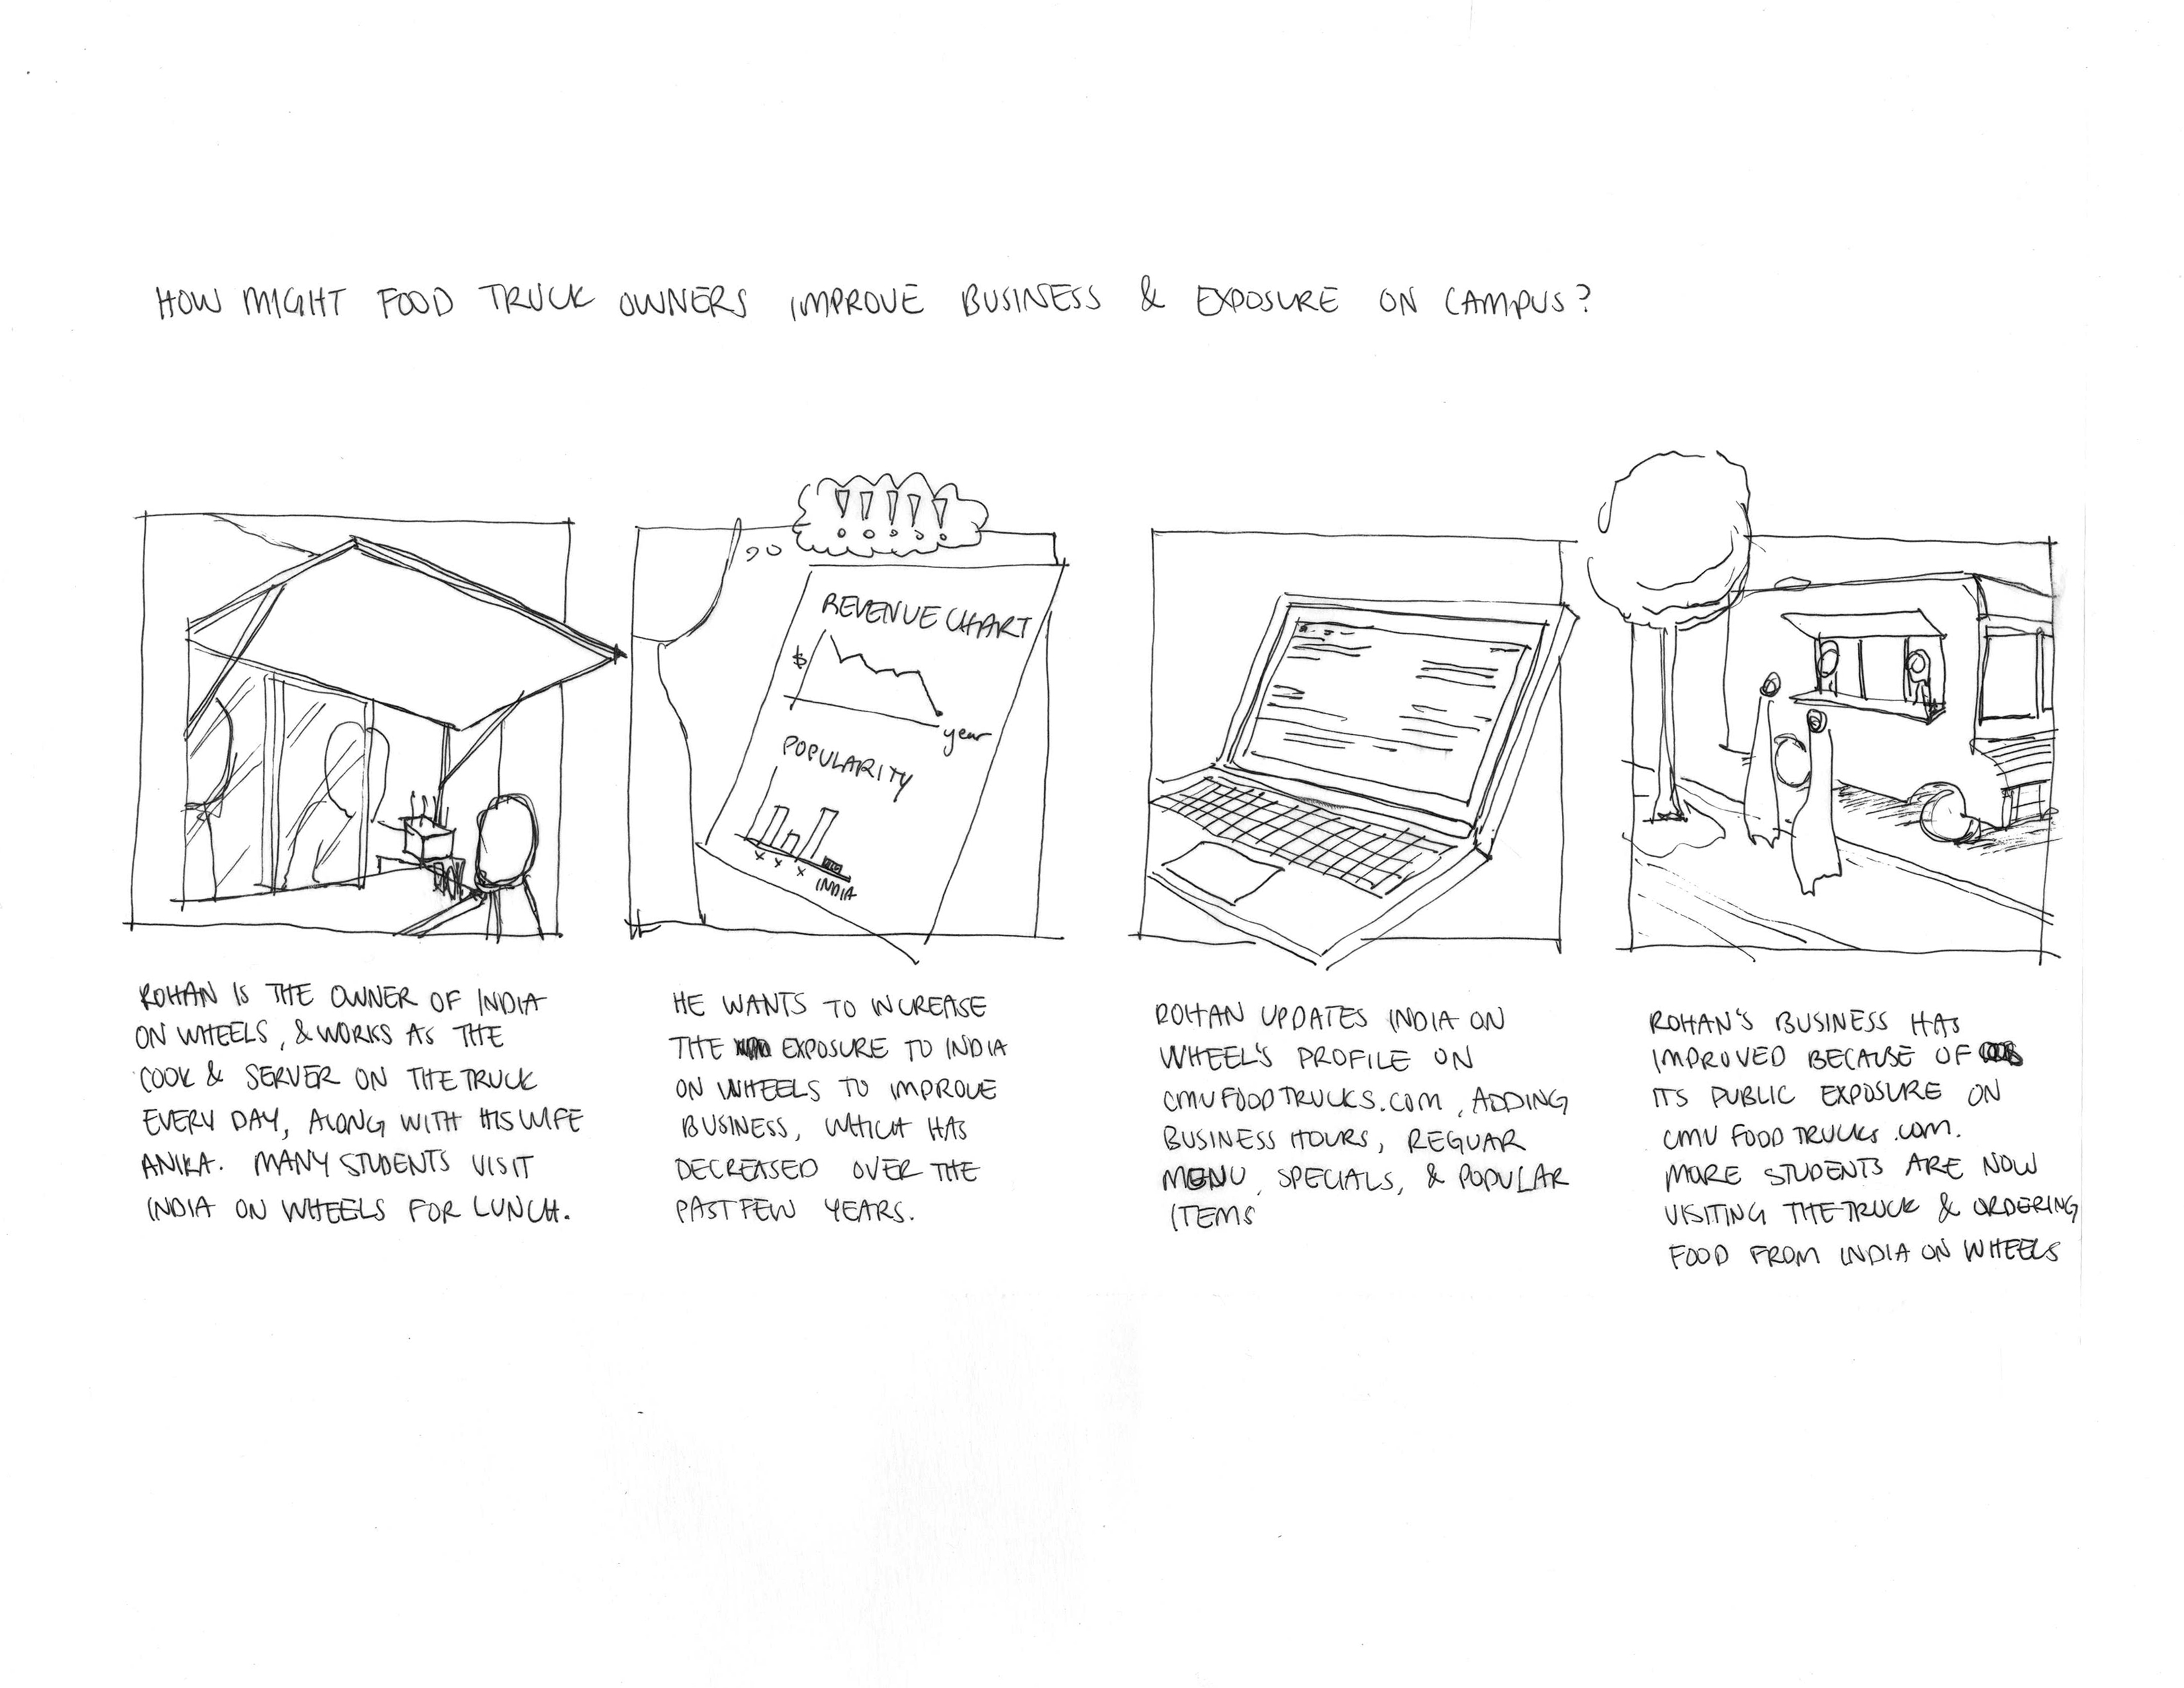 HOW MIGHT FOOD TRUCK OWNERS IMPROVE BUSINESS & EXPOSURE ON CAMPUS?
!!!!!
REVENUE CHART
$
year
POPULARITY
x x x INDIA
ROHAN IS THE OWNER OF INDIA
ON WHEELS, & WORKS AS THE
COOK & SERVER ON THE TRUCK
EVERY DAY, ALONG WITH HIS WIFE
ANIKA. MANY STUDENTS VISIT
INDIA ON WHEELS FOR LUNCH.
HE WANTS TO INCREASE
THE EXPOSURE TO INDIA
ON WHEELS TO IMPROVE
BUSINESS, WHICH HAS
DECREASED OVER THE
PAST FEW YEARS.
ROHAN UPDATES INDIA ON
WHEEL'S PROFILE ON
CMUFOODTRUCKS.COM, ADDING
BUSINESS HOURS, REGUAR
MENU, SPECIALS, & POPULAR
ITEMS
ROHAN'S BUSINESS HAS
IMPROVED BECAUSE OF
ITS PUBLIC EXPOSURE ON
CMU FOODTRUCKS.COM.
MORE STUDENTS ARE NOW
VISITING THE TRUCK & ORDERING
FOOD FROM INDIA ON WHEELS